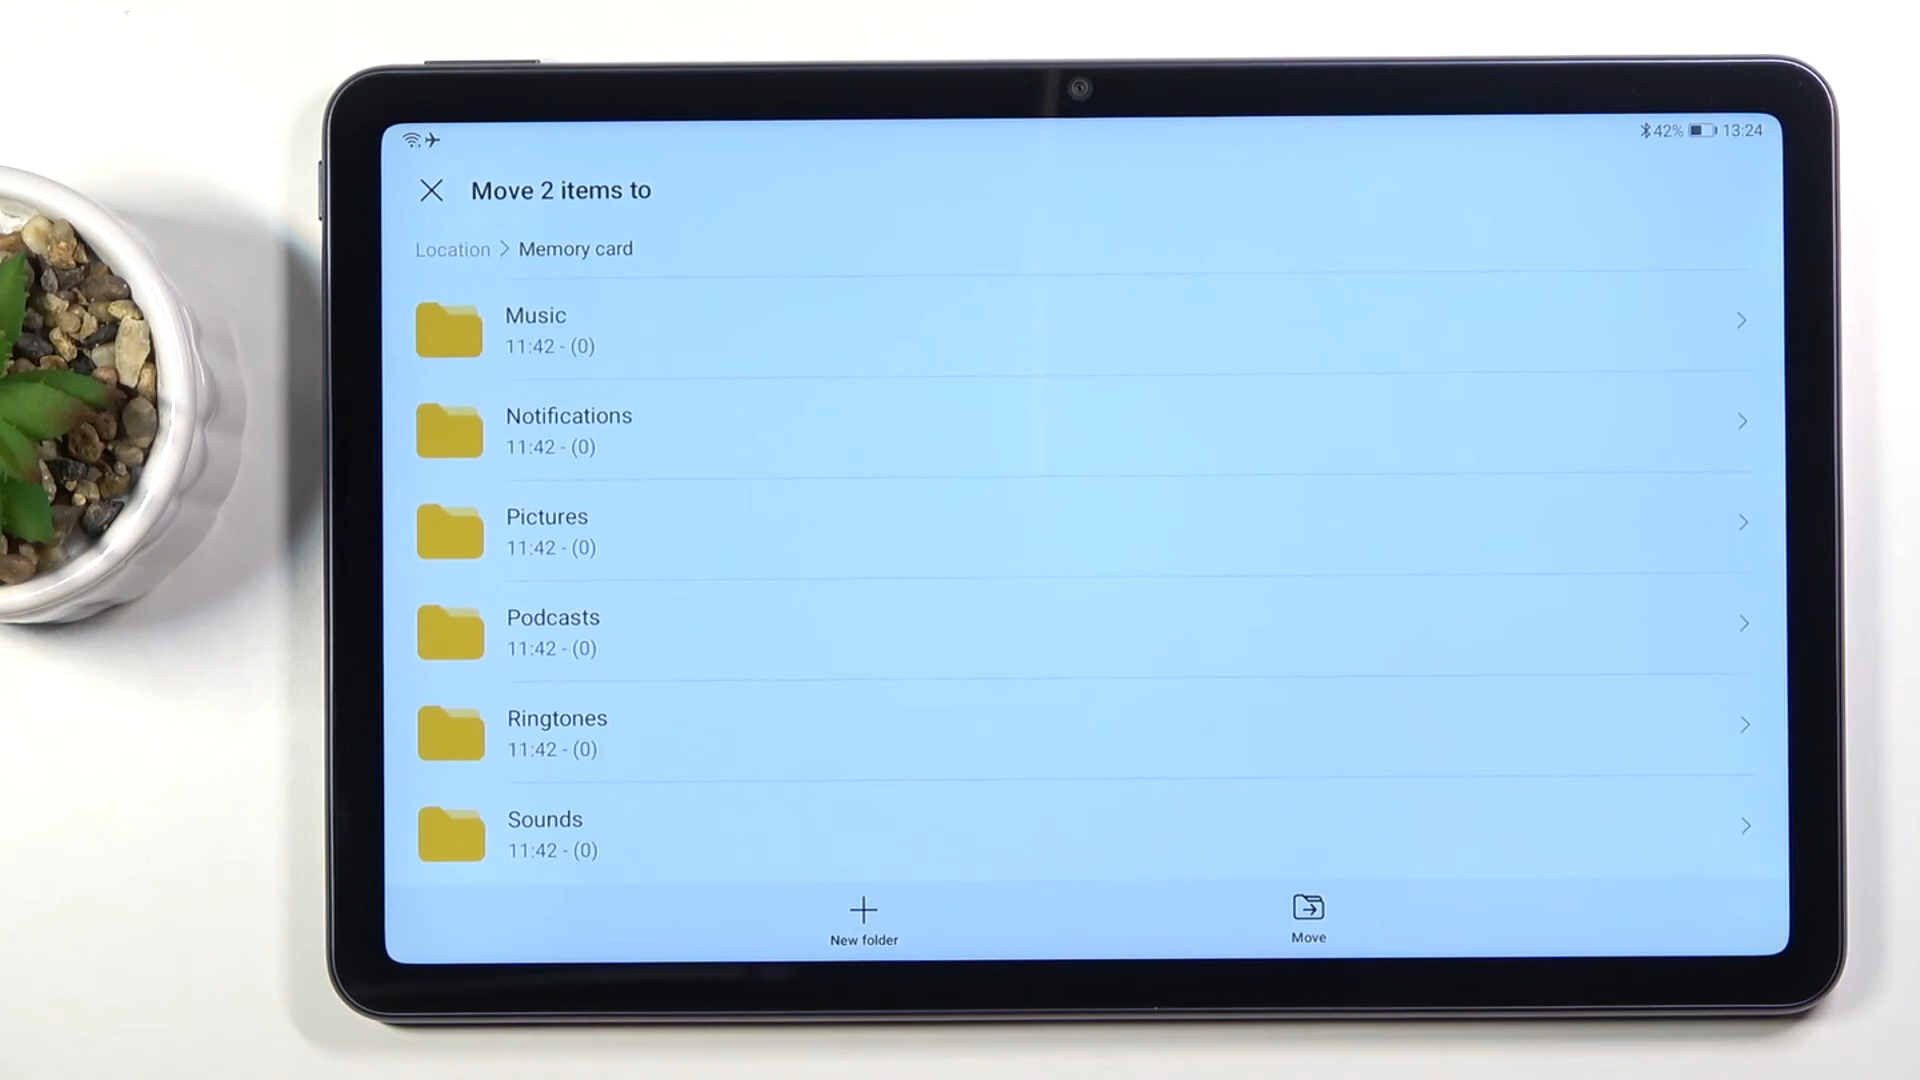 42% 13:24
Move 2 items to
Location > Memory card
Music
11:42 - (0)
Notifications
11:42 - (0)
Pictures
11:42 - (0)
Podcasts
11:42 - (0)
Ringtones
11:42 - (0)
Sounds
11:42 - (0)
New folder
Move